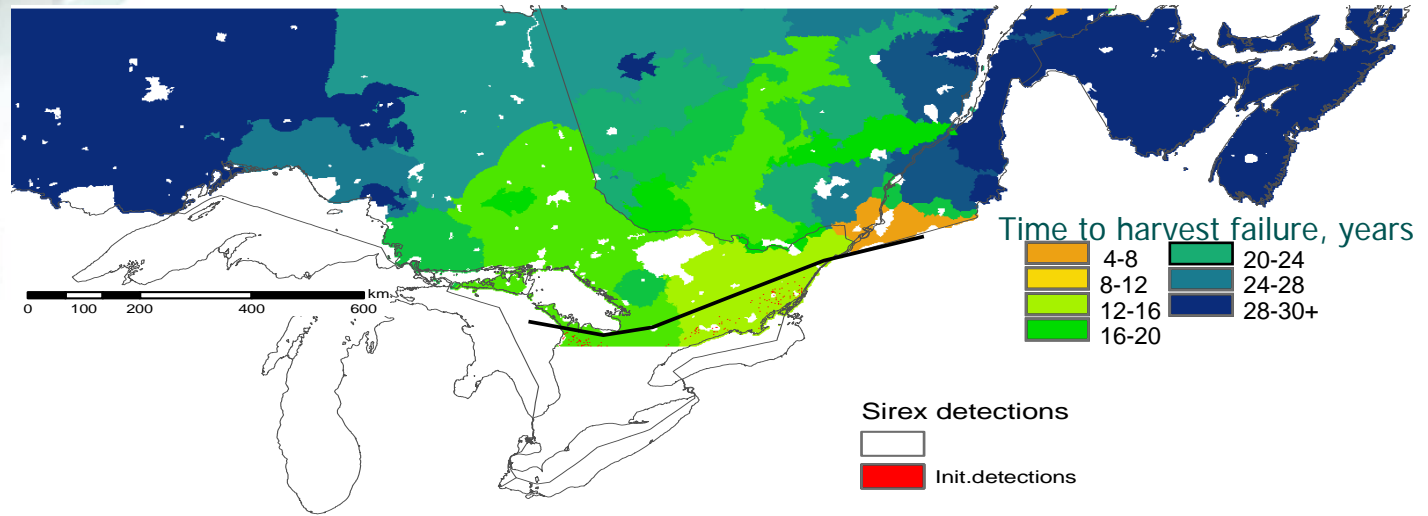 Time to harvest failure, years
4-8
20-24
8-12
24-28
12-16
28-30+
16-20
km.
0 100 200 400 600
Sirex detections
Init.detections